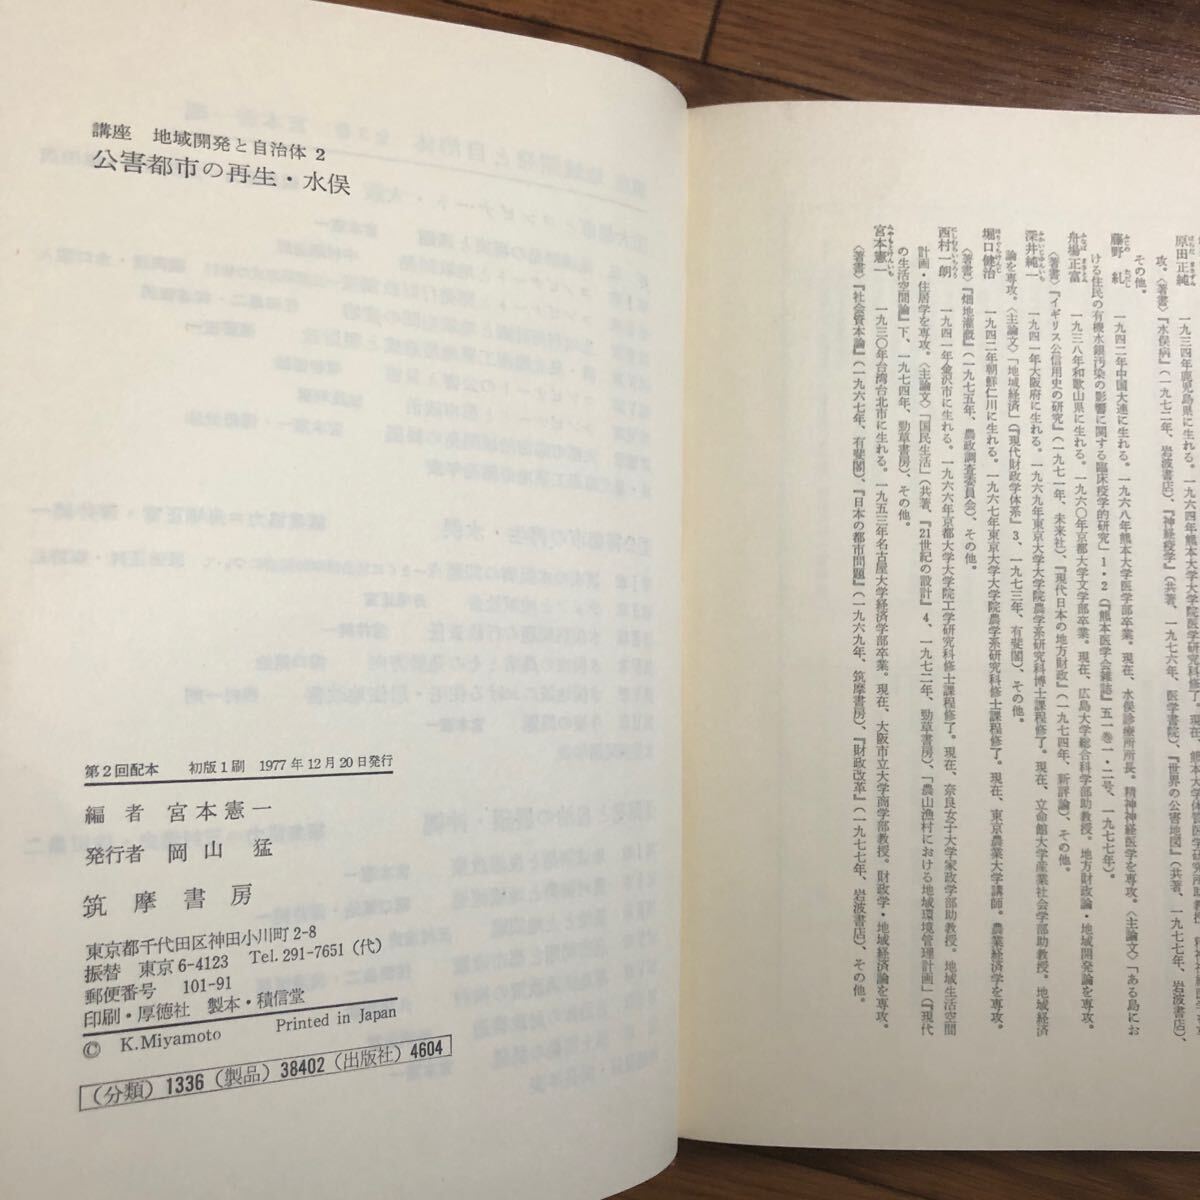 講座　地域開発と自治体 2
公害都市の再生・水俣
第2回配本　初版1刷　1977年12月20日発行
編　者　宮本憲一
発行者　岡山　猛
筑摩書房
東京都千代田区神田小川町2-8
振替　東京6-4123　Tel. 291-7651（代）
郵便番号　101-91
印刷・厚徳社　製本・積信堂
© K.Miyamoto　Printed in Japan
（分類）1336（製品）38402（出版社）4604
原田正純　一九三四年鹿児島県に生れる。一九六四年熊本大学大学院医学研究科修了。現在、熊本大学体質医学研究所助教授。精神神経医学を専
攻。〈著書〉『水俣病』（一九七二年、岩波書店）、『神経疫学』（共著、一九七六年、医学書院）、『世界の公害地図』（共著、一九七七年、岩波書店）、
その他。
藤野　糺　一九四二年中国大連に生れる。一九六八年熊本大学医学部卒業。現在、水俣診療所所長。精神神経医学を専攻。〈主論文〉「ある島にお
ける住民の有機水銀汚染の影響に関する臨床疫学的研究」1・2（『熊本医学会雑誌』五一巻一・二号、一九七七年）。
舟場正富　一九三八年和歌山県に生れる。一九六〇年京都大学文学部卒業。現在、広島大学総合科学部助教授。地方財政論・地域開発論を専攻。
〈著書〉『イギリス公信用史の研究』（一九七一年、未来社）、『現代日本の地方財政』（一九七四年、新評論）、その他。
深井純一　一九四一年大阪府に生れる。一九六九年東京大学大学院農学系研究科博士課程修了。現在、立命館大学産業社会学部助教授。地域経済
論を専攻。〈主論文〉「地域経済」（『現代財政学体系』3、一九七三年、有斐閣）、その他。
堀口健治　一九四二年朝鮮仁川に生れる。一九六七年東京大学大学院農学系研究科修士課程修了。現在、東京農業大学講師。農業経済学を専攻。
〈著書〉『畑地灌漑』（一九七五年、農政調査委員会）、その他。
西村一朗　一九四一年金沢市に生れる。一九六六年京都大学大学院工学研究科修士課程修了。現在、奈良女子大学家政学部助教授。地域生活空間
計画・住居学を専攻。〈主論文〉「国民生活」（共著、『21世紀の設計』4、一九七二年、勁草書房）、「農山漁村における地域環境管理計画」（『現代
の生活空間論』下、一九七四年、勁草書房）、その他。
宮本憲一　一九三〇年台湾台北市に生れる。一九五三年名古屋大学経済学部卒業。現在、大阪市立大学商学部教授。財政学・地域経済論を専攻。
〈著書〉『社会資本論』（一九六七年、有斐閣）、『日本の都市問題』（一九六九年、筑摩書房）、『財政改革』（一九七七年、岩波書店）、その他。